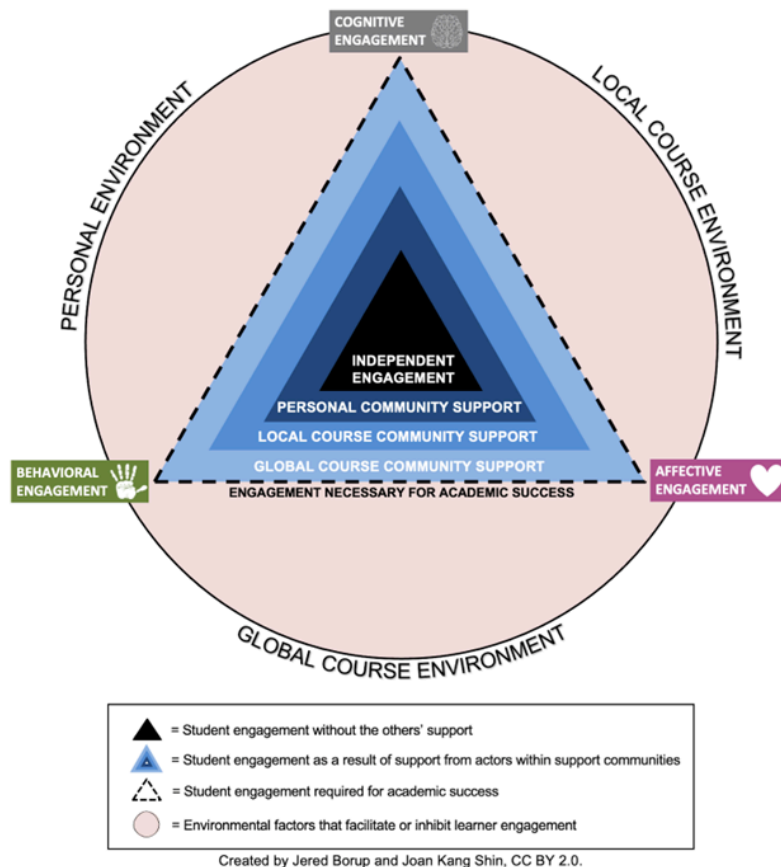 COGNITIVE
ENGAGEMENT
PERSONAL ENVIRONMENT
LOCAL COURSE ENVIRONMENT
INDEPENDENT
ENGAGEMENT
PERSONAL COMMUNITY SUPPORT
LOCAL COURSE COMMUNITY SUPPORT
GLOBAL COURSE COMMUNITY SUPPORT
BEHAVIORAL
ENGAGEMENT
AFFECTIVE
ENGAGEMENT
ENGAGEMENT NECESSARY FOR ACADEMIC SUCCESS
GLOBAL COURSE ENVIRONMENT
= Student engagement without the others' support
= Student engagement as a result of support from actors within support communities
= Student engagement required for academic success
= Environmental factors that facilitate or inhibit learner engagement
Created by Jered Borup and Joan Kang Shin, CC BY 2.0.